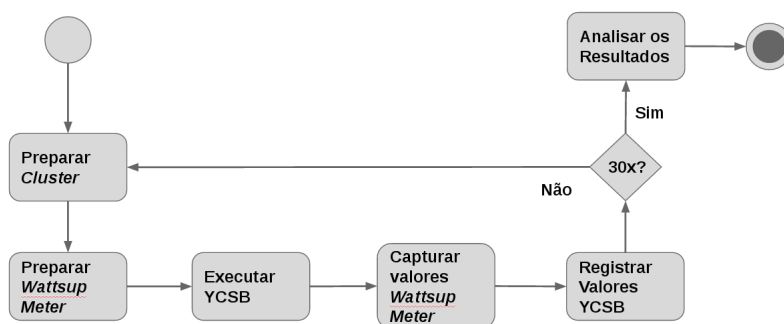 Analisar os
Resultados
Sim
30x?
Não
Preparar
Cluster
Preparar
Wattsup
Meter
Executar
YCSB
Capturar
valores
Wattsup
Meter
Registrar
Valores
YCSB